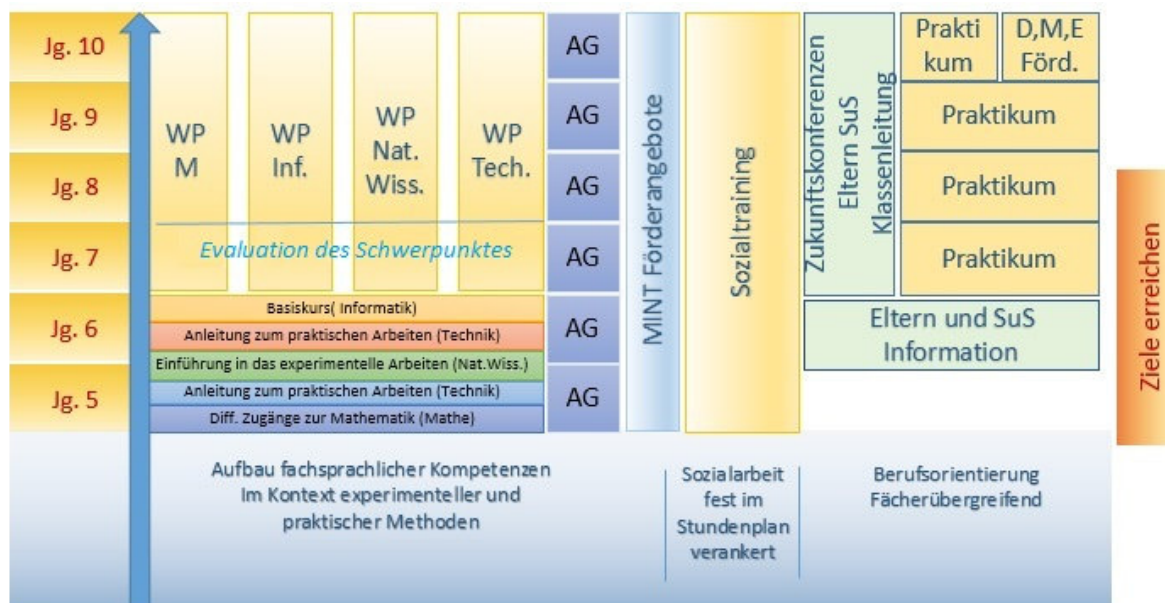 Jg. 10
Jg. 9
Jg. 8
Jg. 7
Jg. 6
Jg. 5
WP
M
WP
Inf.
WP
Nat.
Wiss.
WP
Tech.
Evaluation des Schwerpunktes
Basiskurs( Informatik)
Anleitung zum praktischen Arbeiten (Technik)
Einführung in das experimentelle Arbeiten (Nat.Wiss.)
Anleitung zum praktischen Arbeiten (Technik)
Diff. Zugänge zur Mathematik (Mathe)
AG
AG
AG
AG
AG
AG
MINT Förderangebote
Sozialtraining
Zukunftskonferenzen
Eltern SuS
Klassenleitung
Prakti
kum
D,M,E
Förd.
Praktikum
Praktikum
Praktikum
Eltern und SuS
Information
Ziele erreichen
Aufbau fachsprachlicher Kompetenzen
Im Kontext experimenteller und
praktischer Methoden
Sozialarbeit
fest im
Stundenplan
verankert
Berufsorientierung
Fächerübergreifend